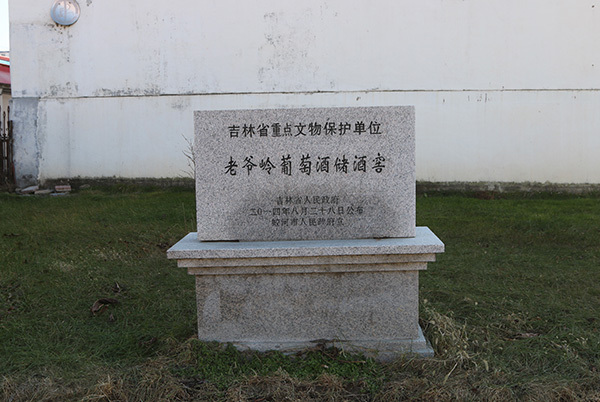 吉林省重点文物保护单位
老爷岭葡萄酒储酒窖
吉林省人民政府
二〇一四年八月二十八日公布
蛟河市人民政府立